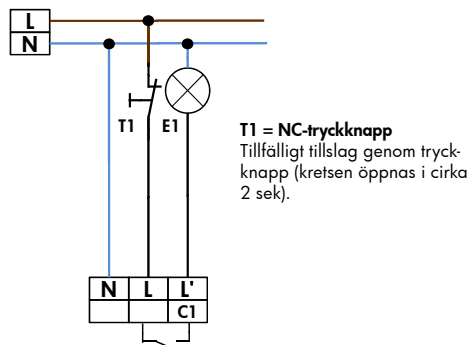 L
N
T1 E1
T1 = NC-tryckknapp
Tillfälligt tillslag genom tryck-
knapp (kretsen öppnas i cirka
2 sek).
N L L'
C1